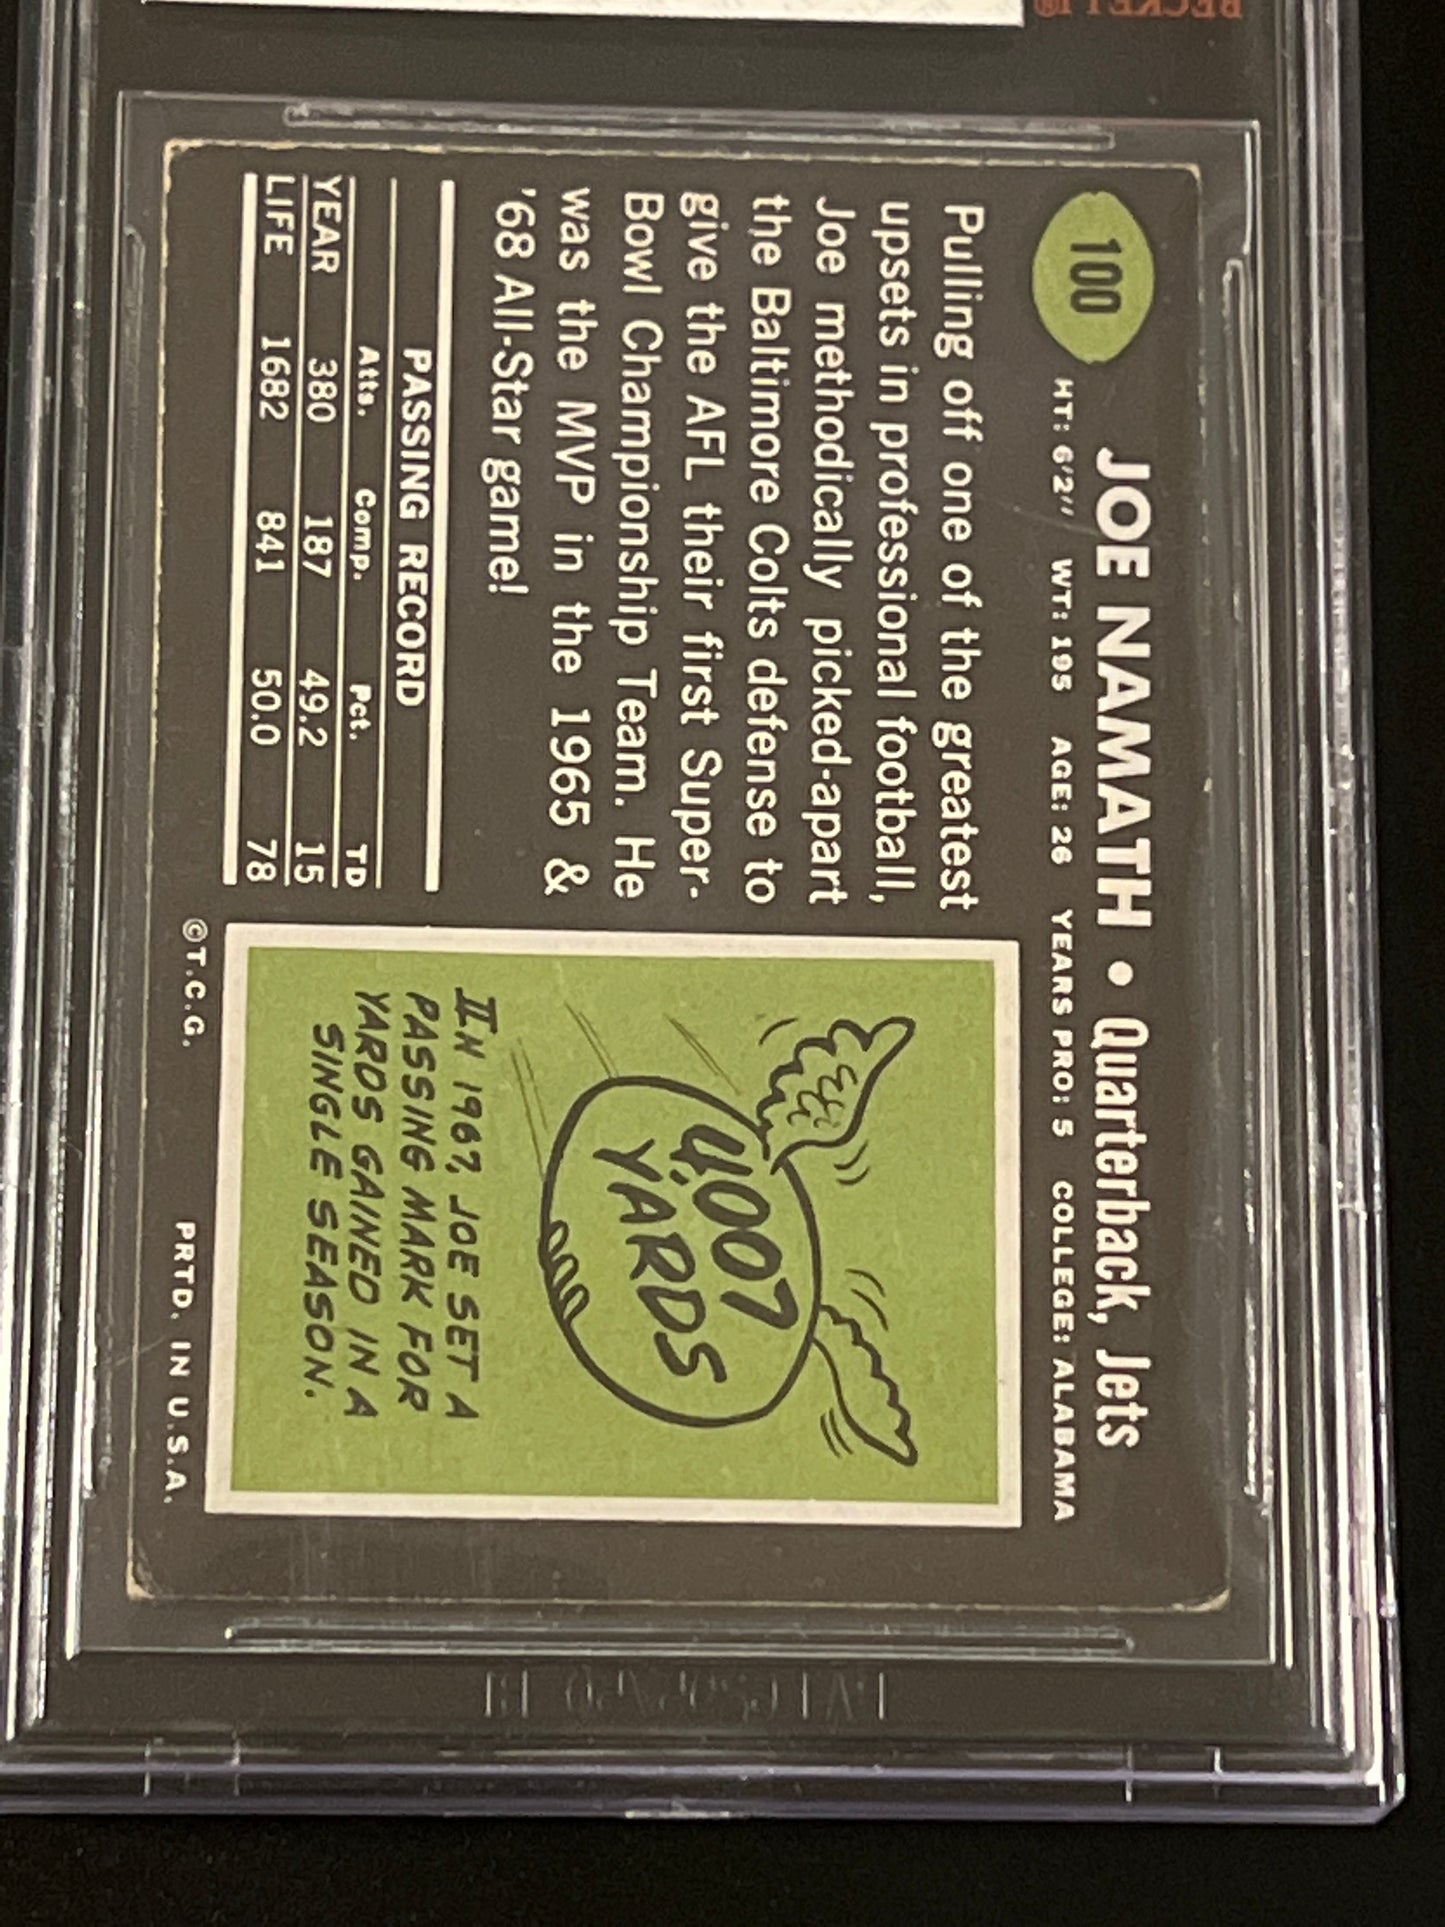 BECKETT®
100
JOE NAMATH • Quarterback, Jets
HT: 6'2" WT: 195 AGE: 26 YEARS PRO: 5 COLLEGE: ALABAMA
Pulling off one of the greatest
upsets in professional football,
Joe methodically picked-apart
the Baltimore Colts defense to
give the AFL their first Super-
Bowl Championship Team. He
was the MVP in the 1965 &
'68 All-Star game!
PASSING RECORD
Atts. Comp. Pct. TD
YEAR 380 187 49.2 15
LIFE 1682 841 50.0 78
4,007
YARDS
IN 1967, JOE SET A
PASSING MARK FOR
YARDS GAINED IN A
SINGLE SEASON.
©T.C.G. PRTD. IN U.S.A.